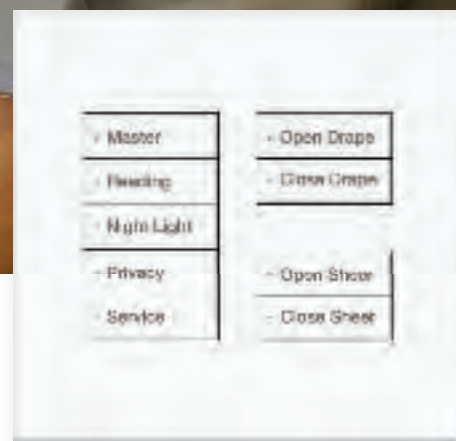 Master
Reading
Night Light
Privacy
Service
Open Drape
Close Drape
Open Sheer
Close Sheer